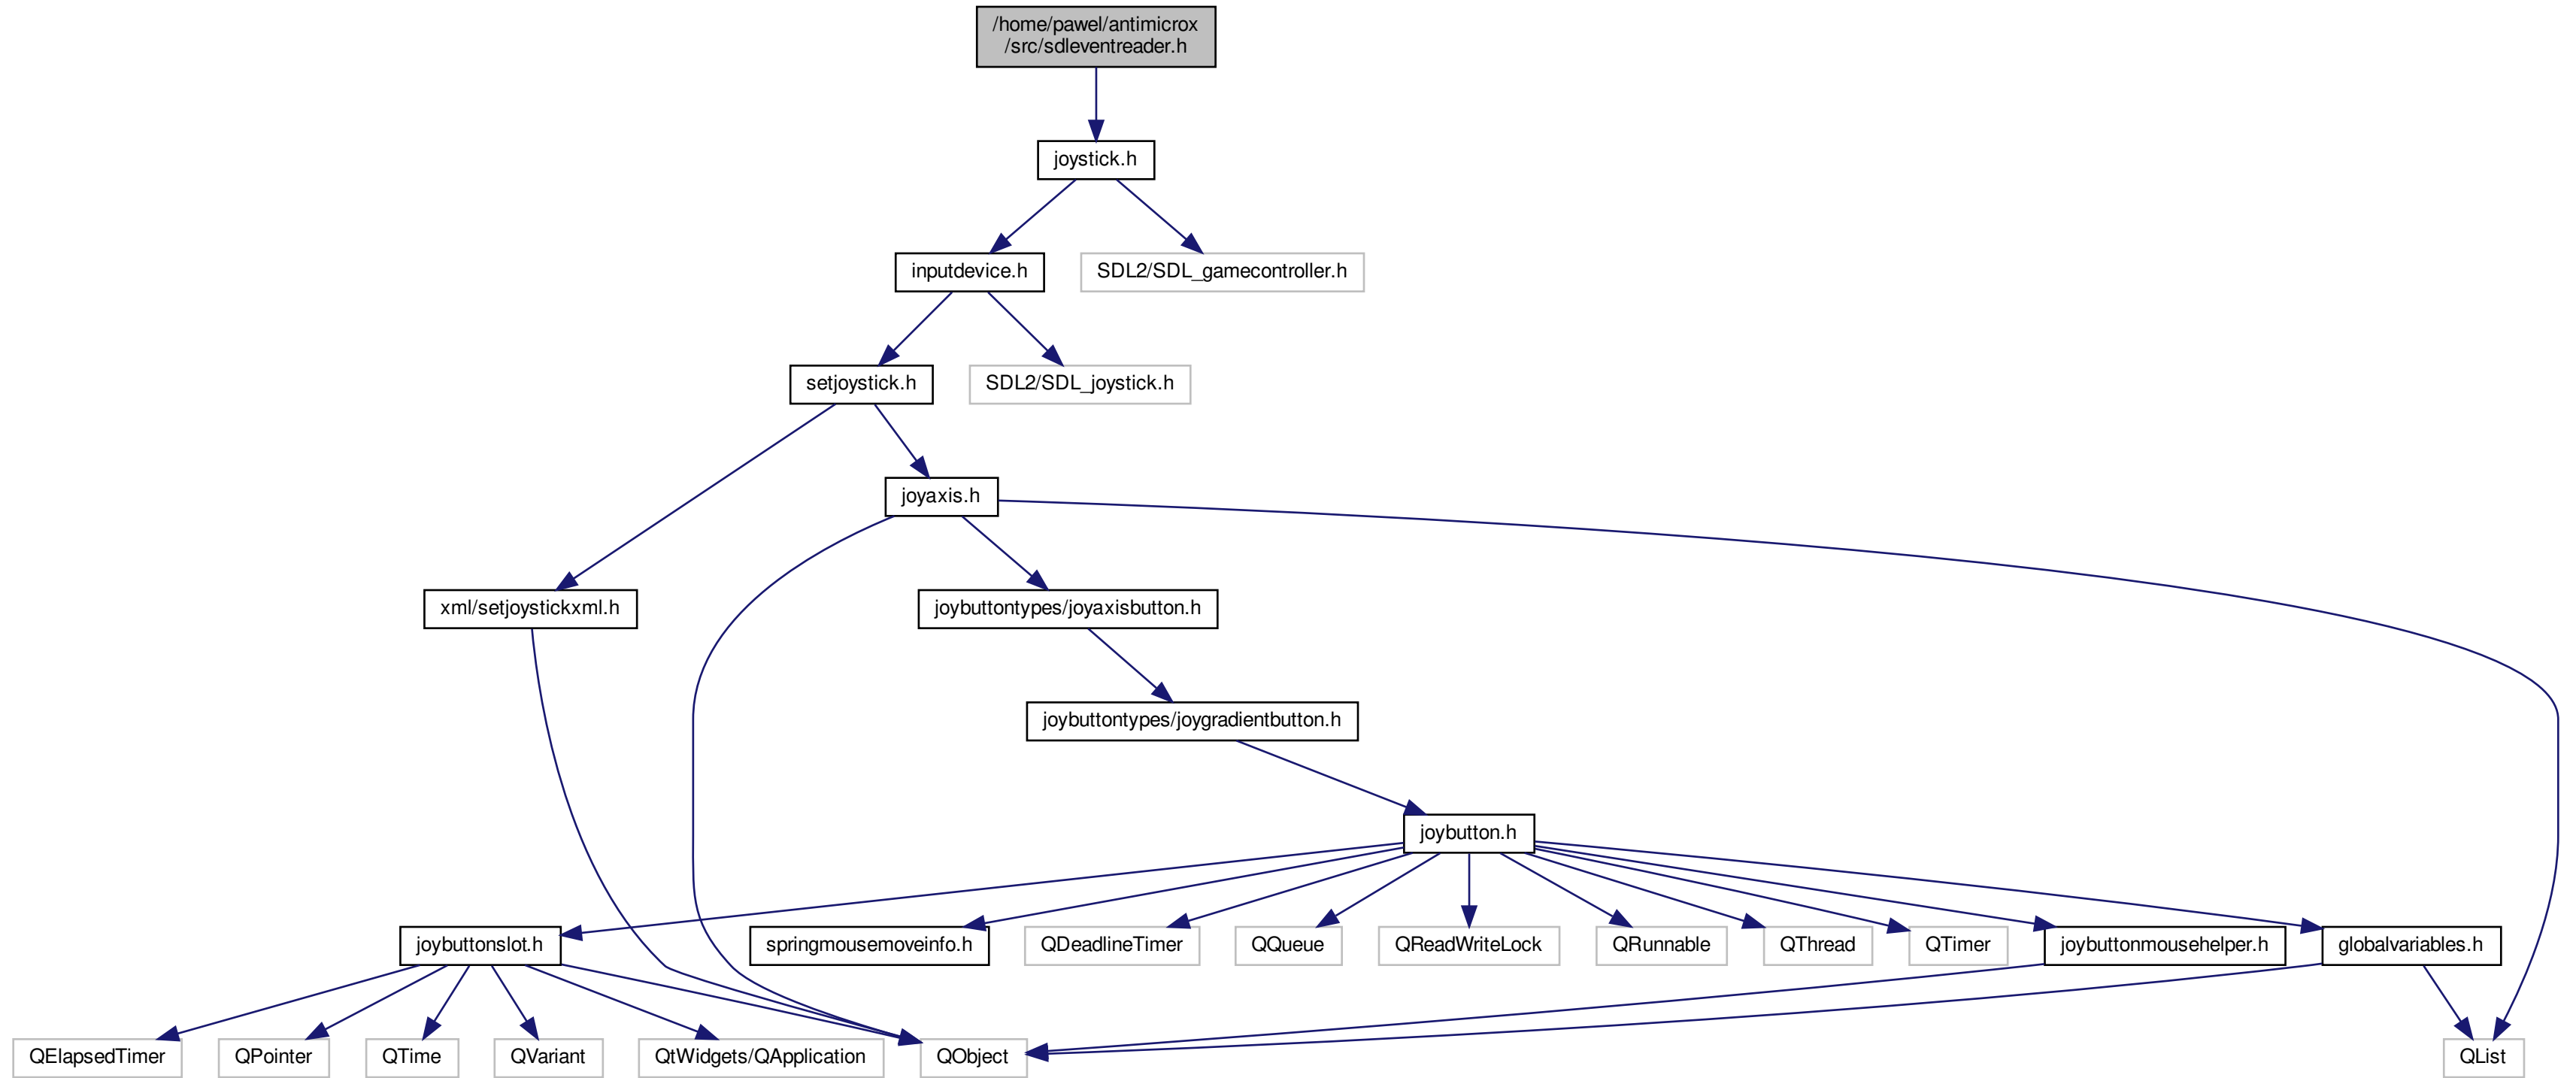 /home/pawel/antimicrox
/src/sdleventreader.h
joystick.h
inputdevice.h
SDL2/SDL_gamecontroller.h
setjoystick.h
SDL2/SDL_joystick.h
joyaxis.h
xml/setjoystickxml.h
joybuttontypes/joyaxisbutton.h
joybuttontypes/joygradientbutton.h
joybutton.h
joybuttonslot.h
springmousemoveinfo.h
QDeadlineTimer
QQueue
QReadWriteLock
QRunnable
QThread
QTimer
joybuttonmousehelper.h
globalvariables.h
QElapsedTimer
QPointer
QTime
QVariant
QtWidgets/QApplication
QObject
QList